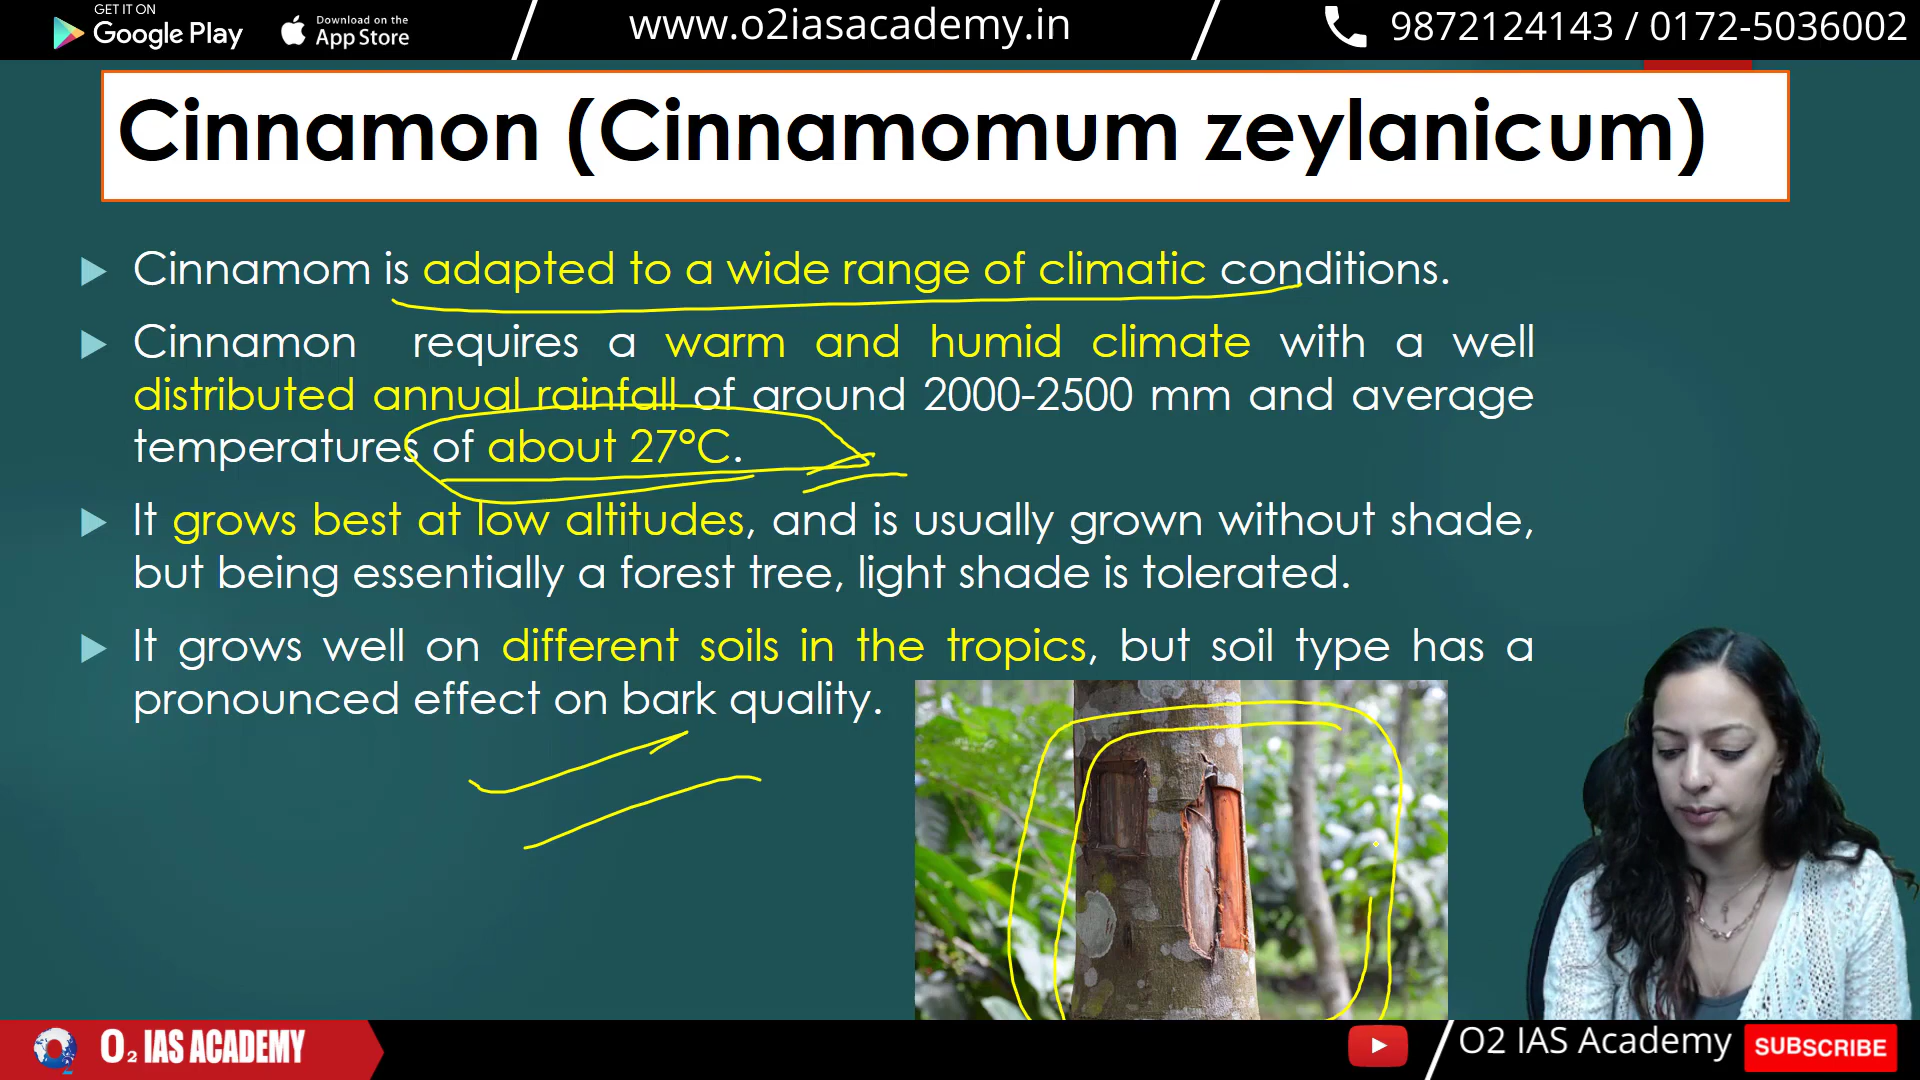 GET IT ON
Google Play
Download on the
App Store
www.o2iasacademy.in
9872124143 / 0172-5036002
Cinnamon (Cinnamomum zeylanicum)
Cinnamom is adapted to a wide range of climatic conditions.
Cinnamon requires a warm and humid climate with a well
distributed annual rainfall of around 2000-2500 mm and average
temperatures of about 27°C.
It grows best at low altitudes, and is usually grown without shade,
but being essentially a forest tree, light shade is tolerated.
It grows well on different soils in the tropics, but soil type has a
pronounced effect on bark quality.
O2 IAS ACADEMY
O2 IAS Academy
SUBSCRIBE